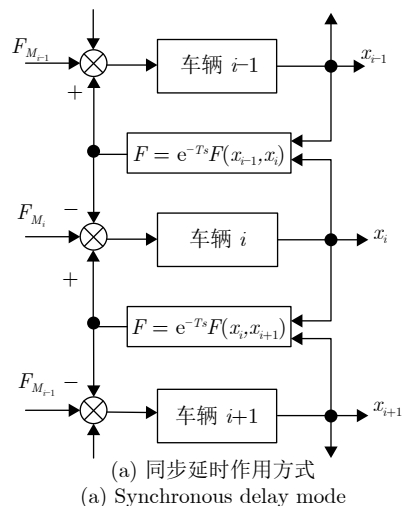 F_{M_{i-1}}
车辆 i-1
x_{i-1}
+
F = e^{-Ts}F(x_{i-1},x_i)
−
F_{M_i}
车辆 i
x_i
+
F = e^{-Ts}F(x_i,x_{i+1})
F_{M_{i-1}}
−
车辆 i+1
x_{i+1}
(a) 同步延时作用方式
(a) Synchronous delay mode